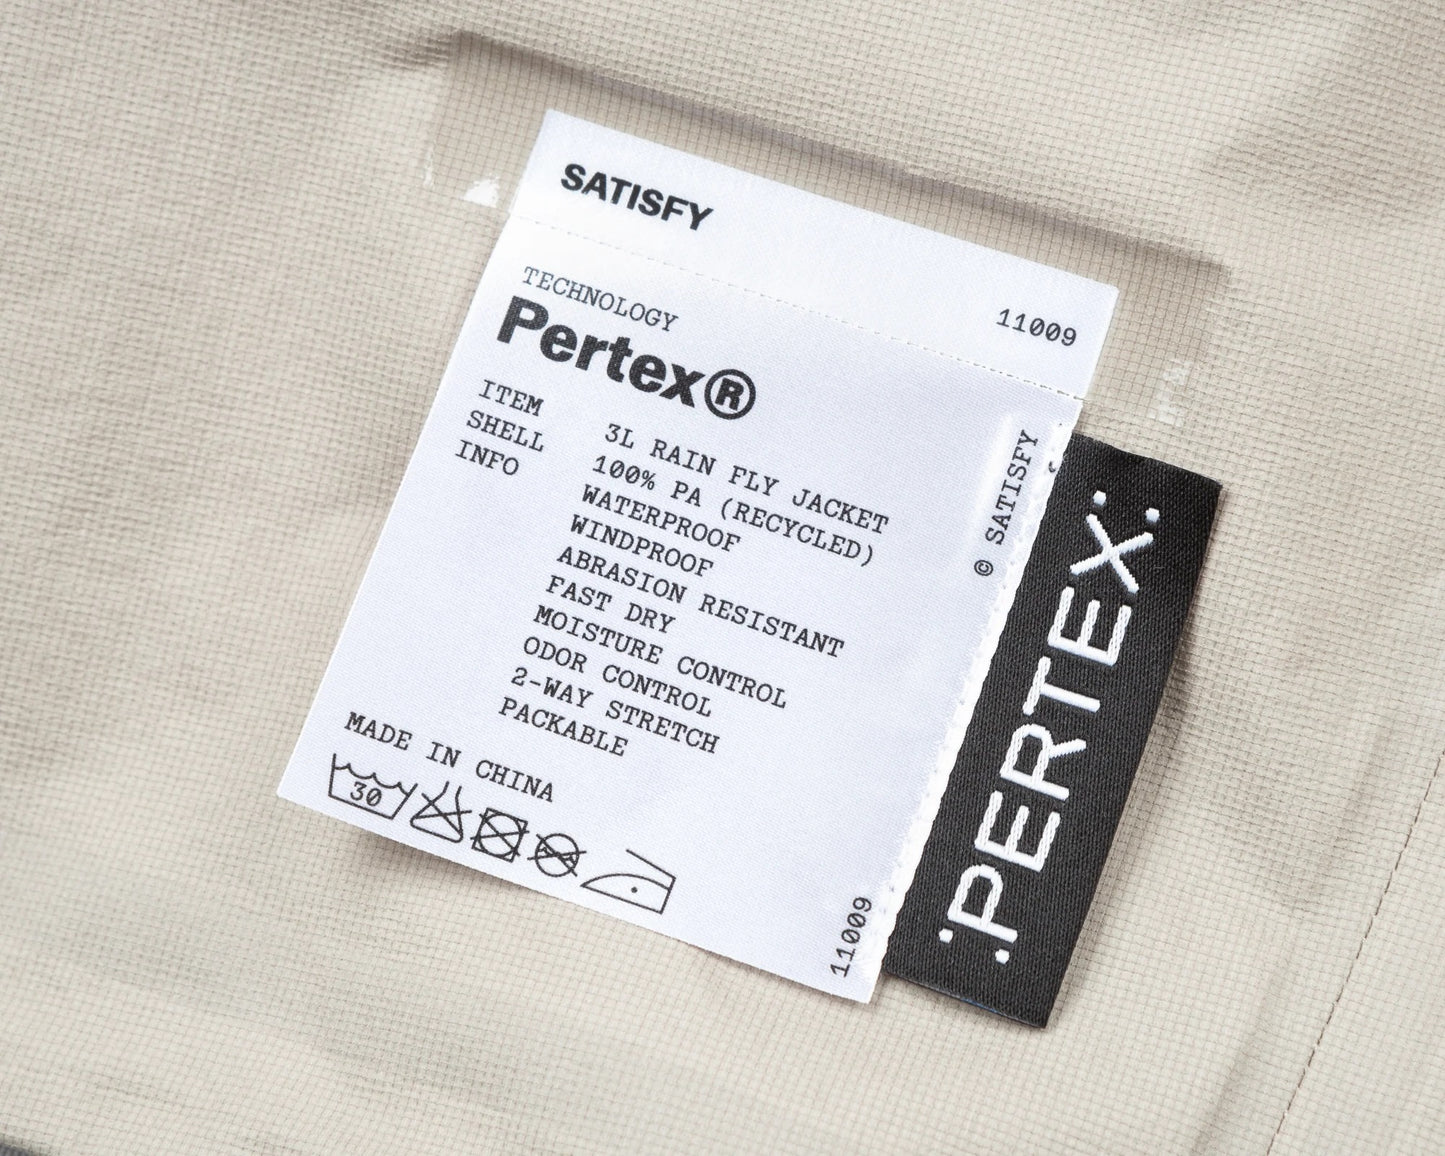 SATISFY
11009
TECHNOLOGY
Pertex®
ITEM 3L RAIN FLY JACKET
SHELL 100% PA (RECYCLED)
INFO WATERPROOF
WINDPROOF
ABRASION RESISTANT
FAST DRY
MOISTURE CONTROL
ODOR CONTROL
2-WAY STRETCH
PACKABLE
MADE IN CHINA
30
© SATISFY
11009
PERTEX